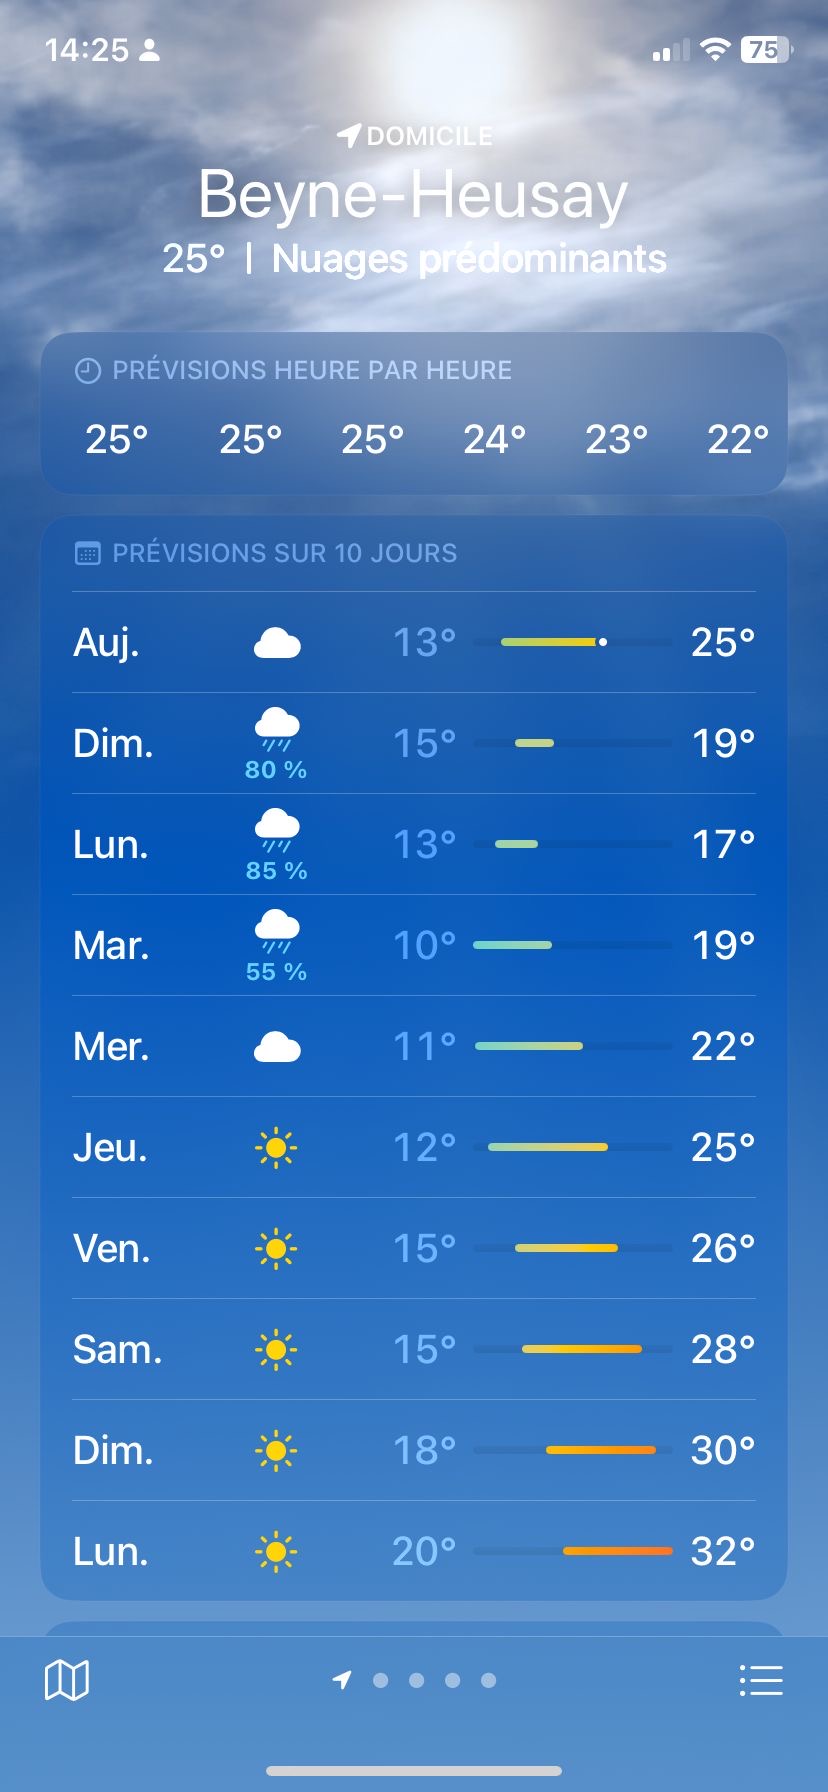 14:25 75
DOMICILE
Beyne-Heusay
25° | Nuages prédominants
PRÉVISIONS HEURE PAR HEURE
25° 25° 25° 24° 23° 22°
PRÉVISIONS SUR 10 JOURS
Auj. 13° 25°
Dim. 80 % 15° 19°
Lun. 85 % 13° 17°
Mar. 55 % 10° 19°
Mer. 11° 22°
Jeu. 12° 25°
Ven. 15° 26°
Sam. 15° 28°
Dim. 18° 30°
Lun. 20° 32°